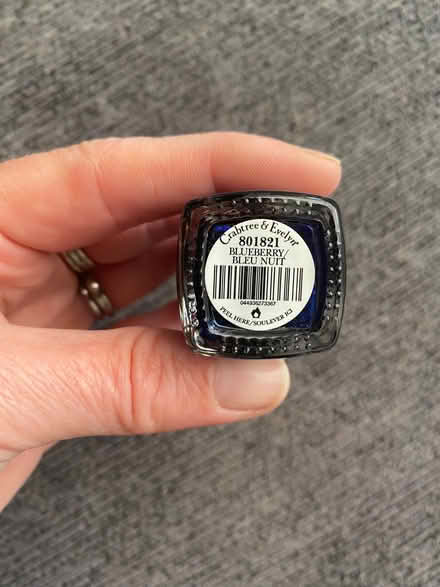 Crabtree & Evelyn®
801821
BLUEBERRY/
BLEU NUIT
044936273367
PEEL HERE/SOULEVER ICI